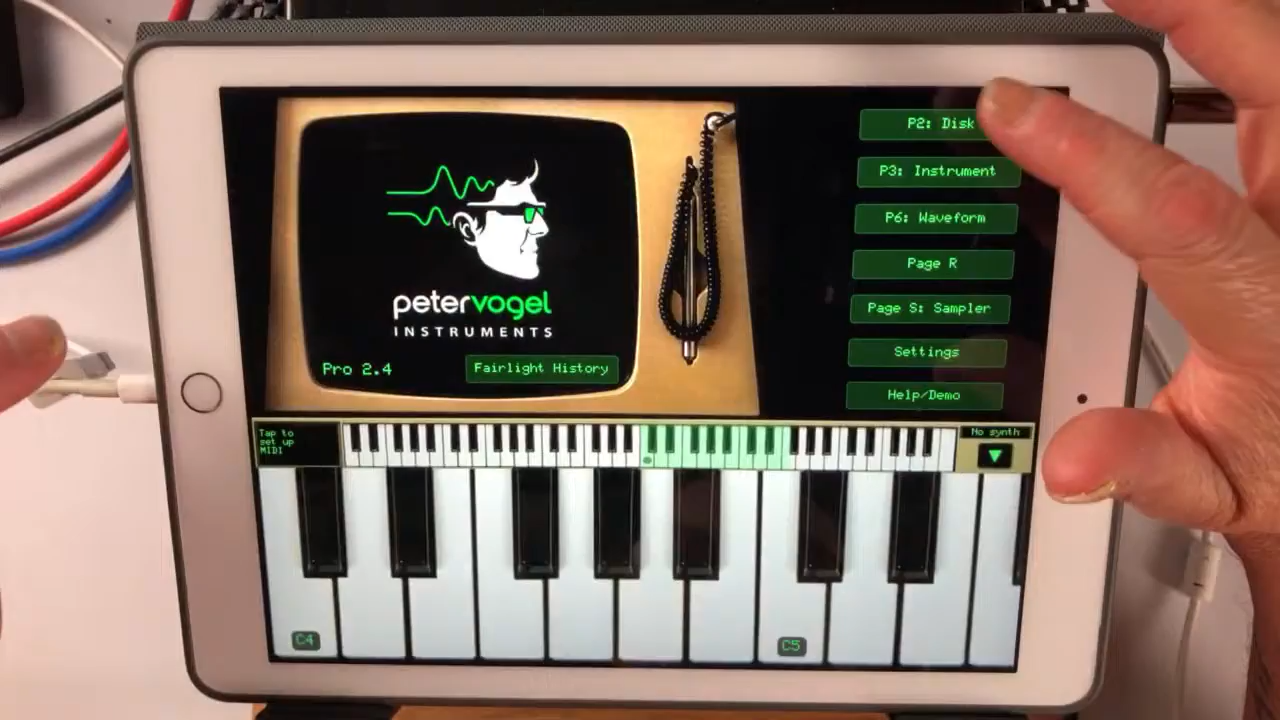 P2: Disk
P3: Instrument
P6: Waveform
Page R
Page S: Sampler
Settings
Help/Demo
petervogel
INSTRUMENTS
Pro 2.4
Fairlight History
Tap to
set up
MIDI
No synth
C4
C5